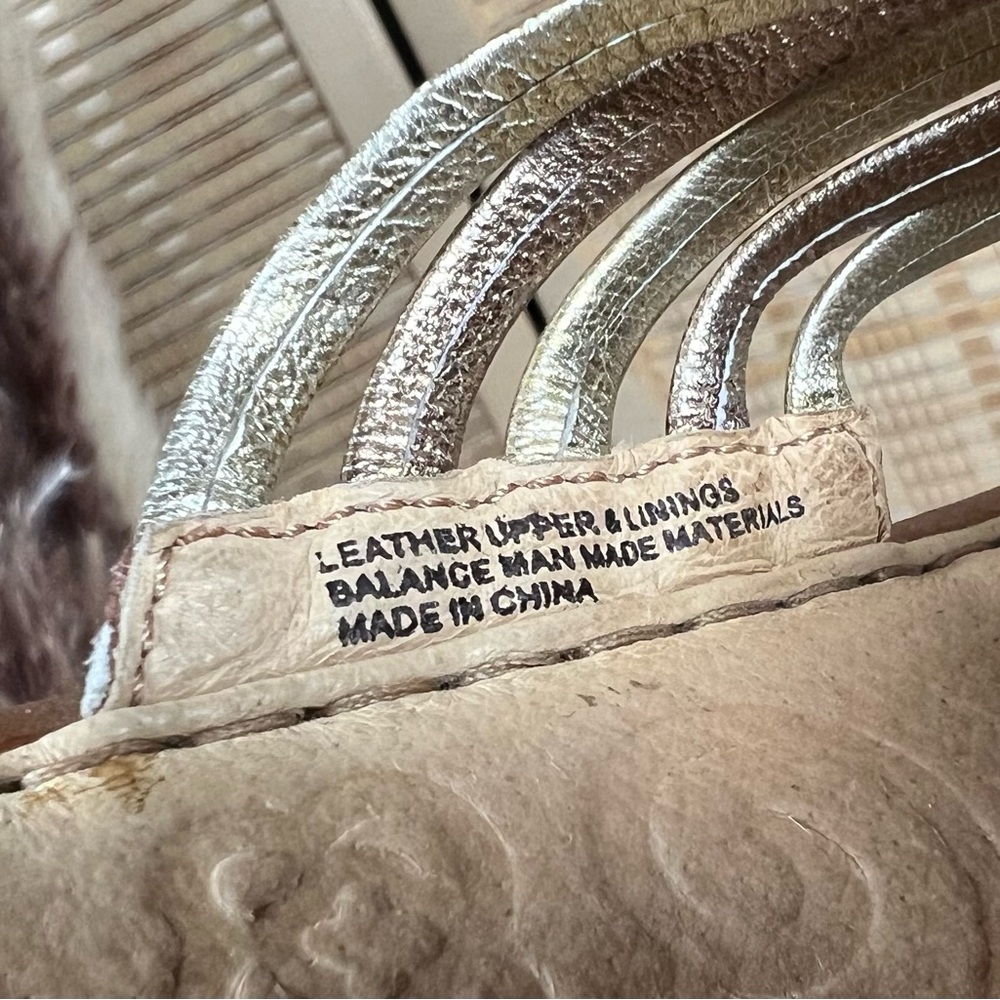 LEATHER UPPER & LININGS
BALANCE MAN MADE MATERIALS
MADE IN CHINA